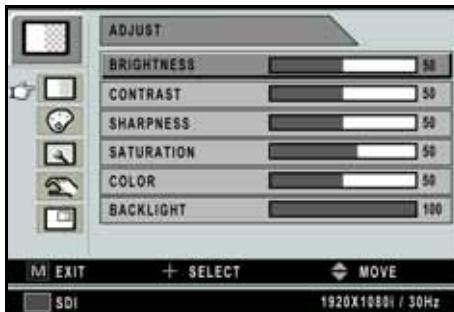 ADJUST
BRIGHTNESS 50
CONTRAST 50
SHARPNESS 50
SATURATION 50
COLOR 50
BACKLIGHT 100
M EXIT + SELECT MOVE
SDI 1920X1080i / 30Hz